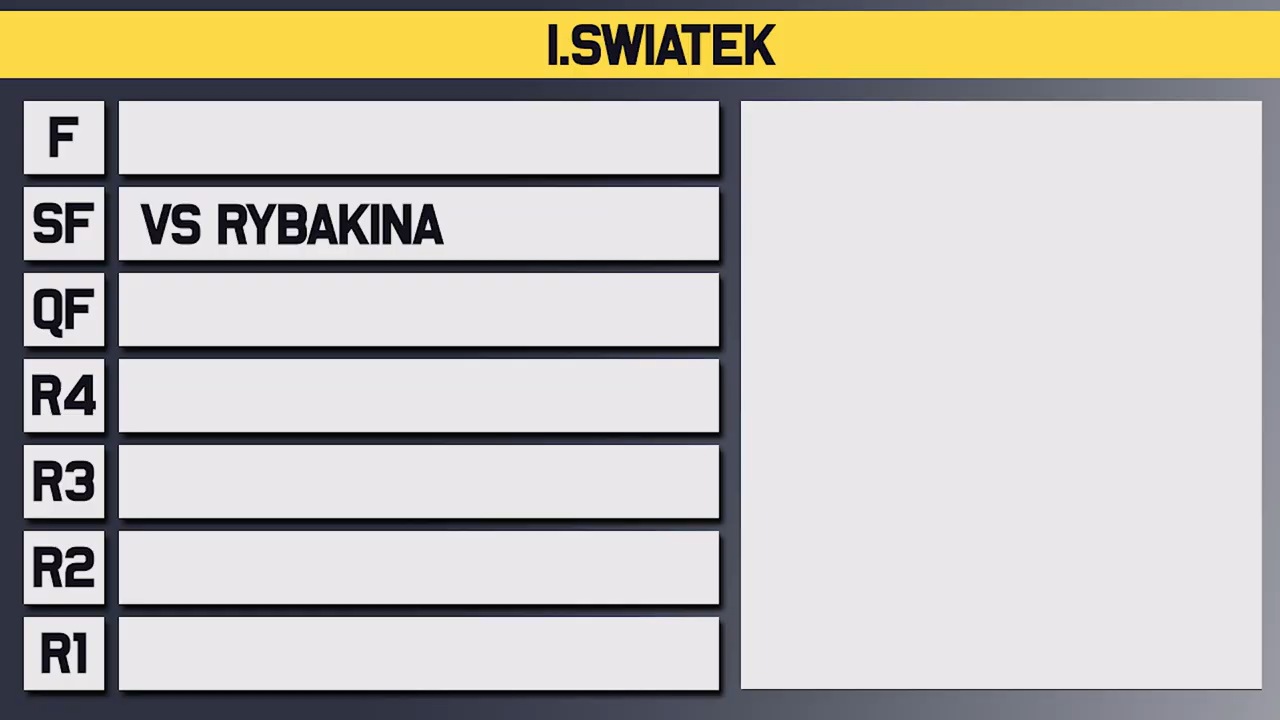 I.SWIATEK
F
SF VS RYBAKINA
QF
R4
R3
R2
R1